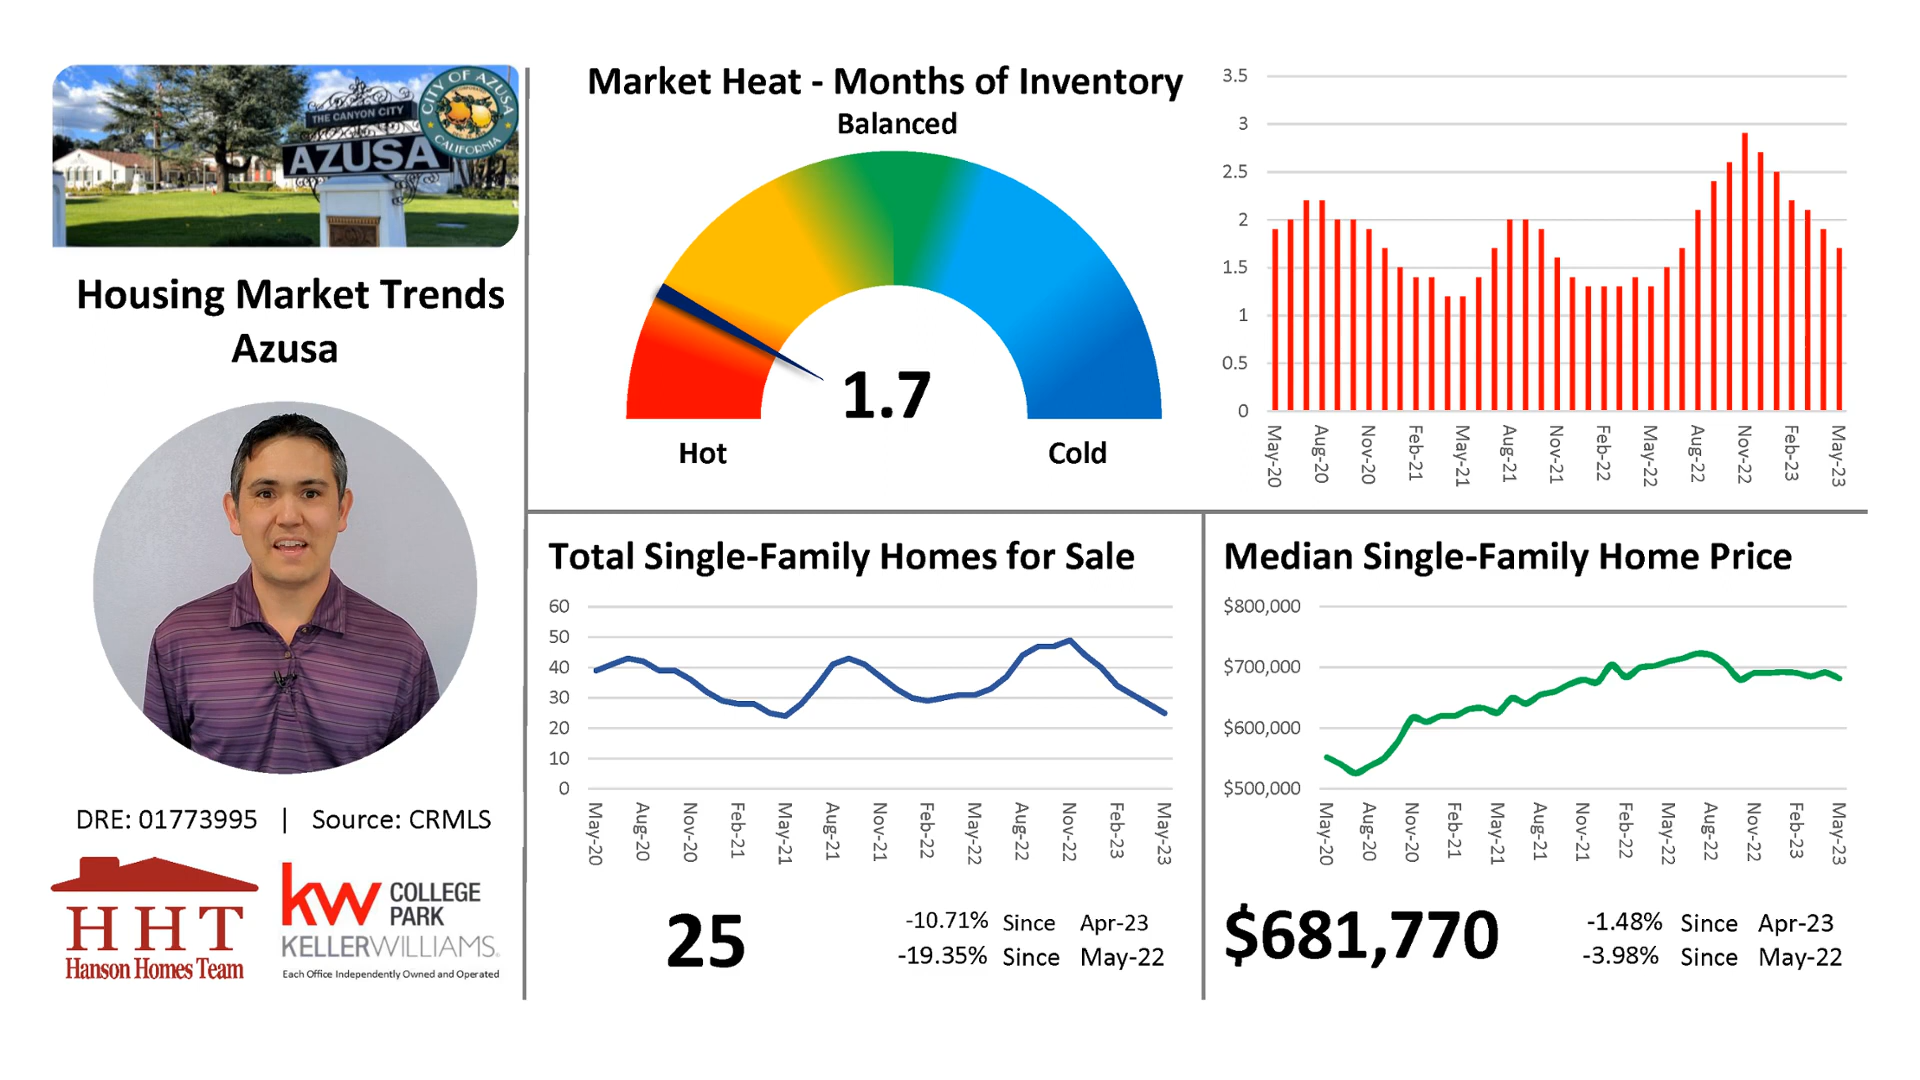 THE CANYON CITY
AZUSA
CITY OF AZUSA
CALIFORNIA
Housing Market Trends
Azusa
DRE: 01773995 | Source: CRMLS
HHT
Hanson Homes Team
kw
COLLEGE
PARK
KELLERWILLIAMS.
Each Office Independently Owned and Operated
Market Heat - Months of Inventory
Balanced
1.7
Hot
Cold
3.5
3
2.5
2
1.5
1
0.5
0
May-20
Aug-20
Nov-20
Feb-21
May-21
Aug-21
Nov-21
Feb-22
May-22
Aug-22
Nov-22
Feb-23
May-23
Total Single-Family Homes for Sale
60
50
40
30
20
10
0
May-20
Aug-20
Nov-20
Feb-21
May-21
Aug-21
Nov-21
Feb-22
May-22
Aug-22
Nov-22
Feb-23
May-23
25
-10.71% Since Apr-23
-19.35% Since May-22
Median Single-Family Home Price
$800,000
$700,000
$600,000
$500,000
May-20
Aug-20
Nov-20
Feb-21
May-21
Aug-21
Nov-21
Feb-22
May-22
Aug-22
Nov-22
Feb-23
May-23
$681,770
-1.48% Since Apr-23
-3.98% Since May-22